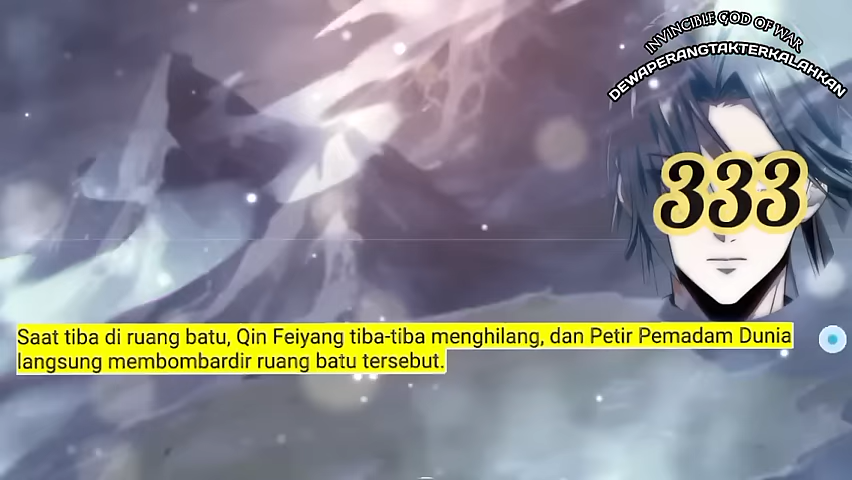 INVINCIBLE GOD OF WAR
DEWAPERANGTAKTERKALAHKAN
333
Saat tiba di ruang batu, Qin Feiyang tiba-tiba menghilang, dan Petir Pemadam Dunia
langsung membombardir ruang batu tersebut.